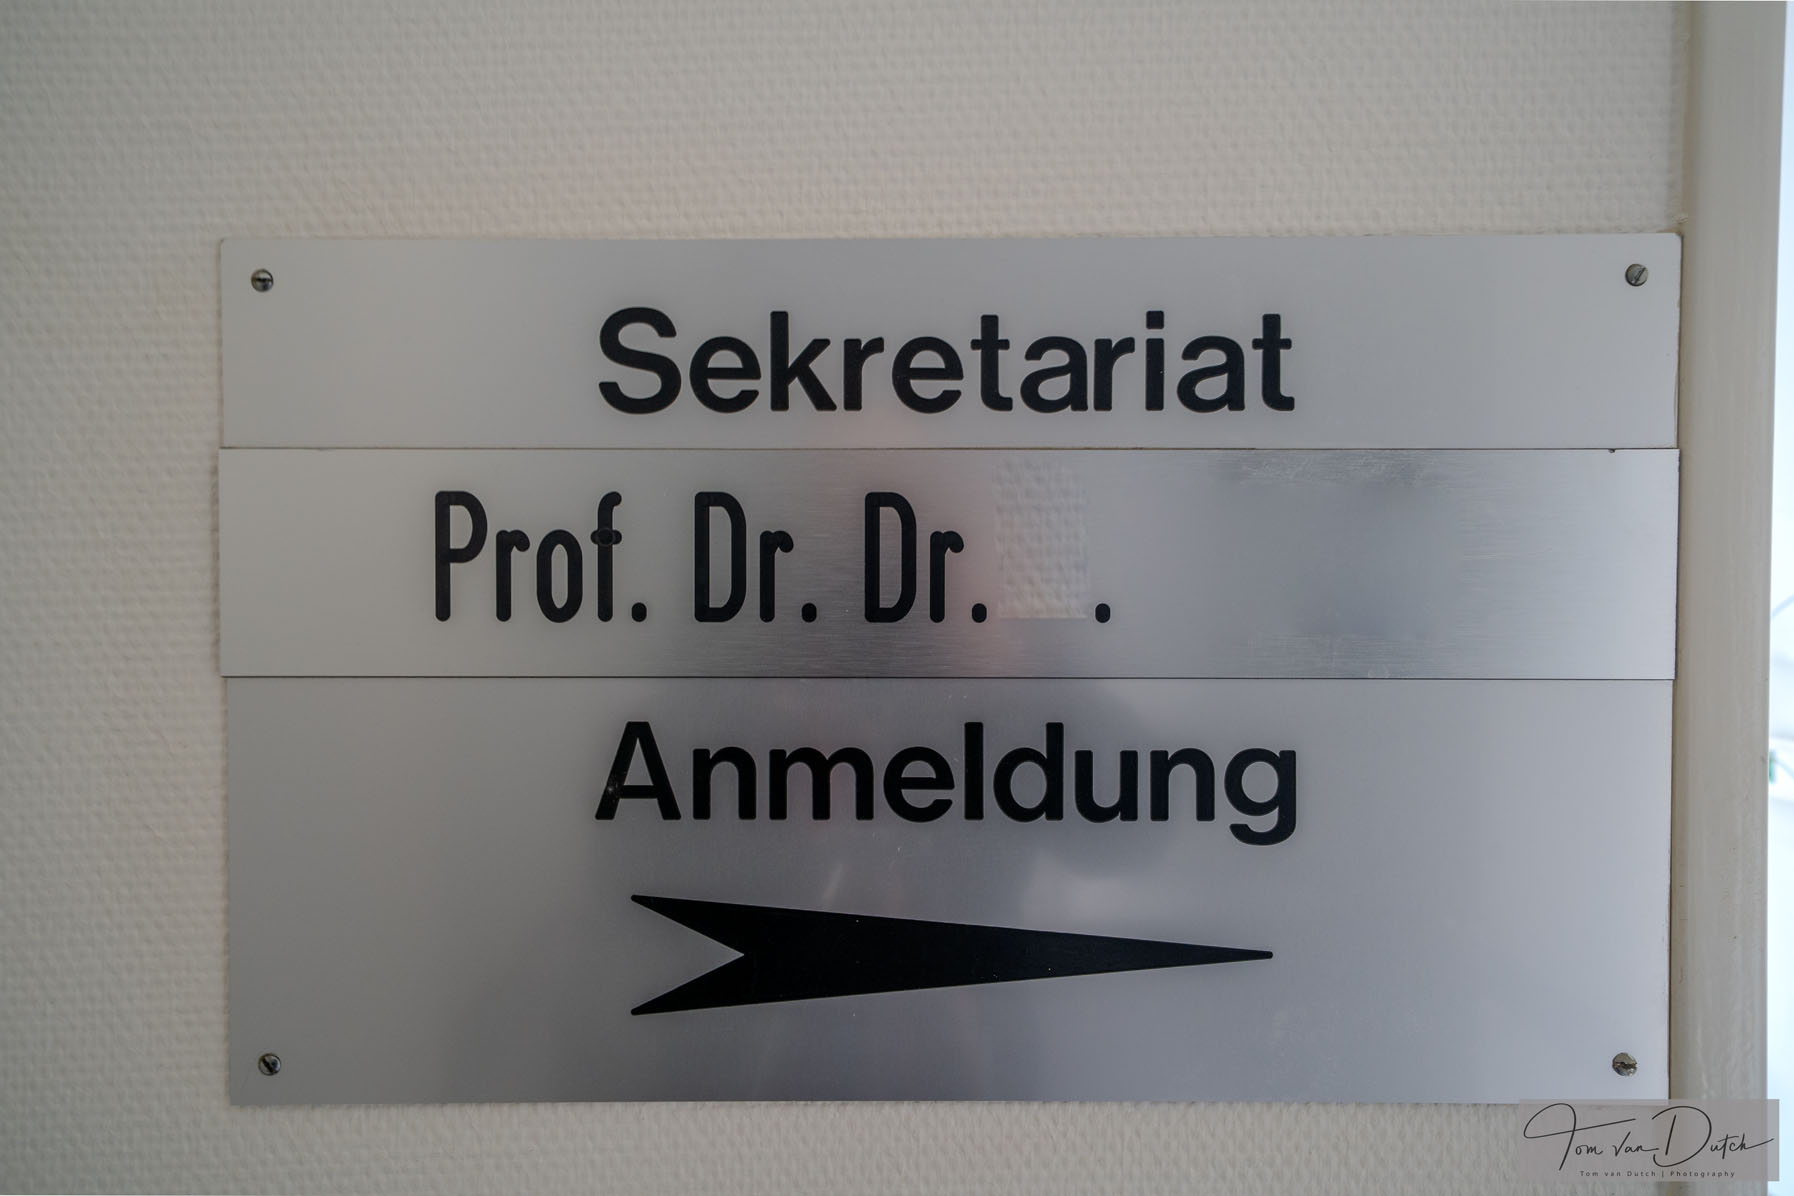 Sekretariat
Prof. Dr. Dr. .
Anmeldung
Tom van Dutch
Tom van Dutch | Photography